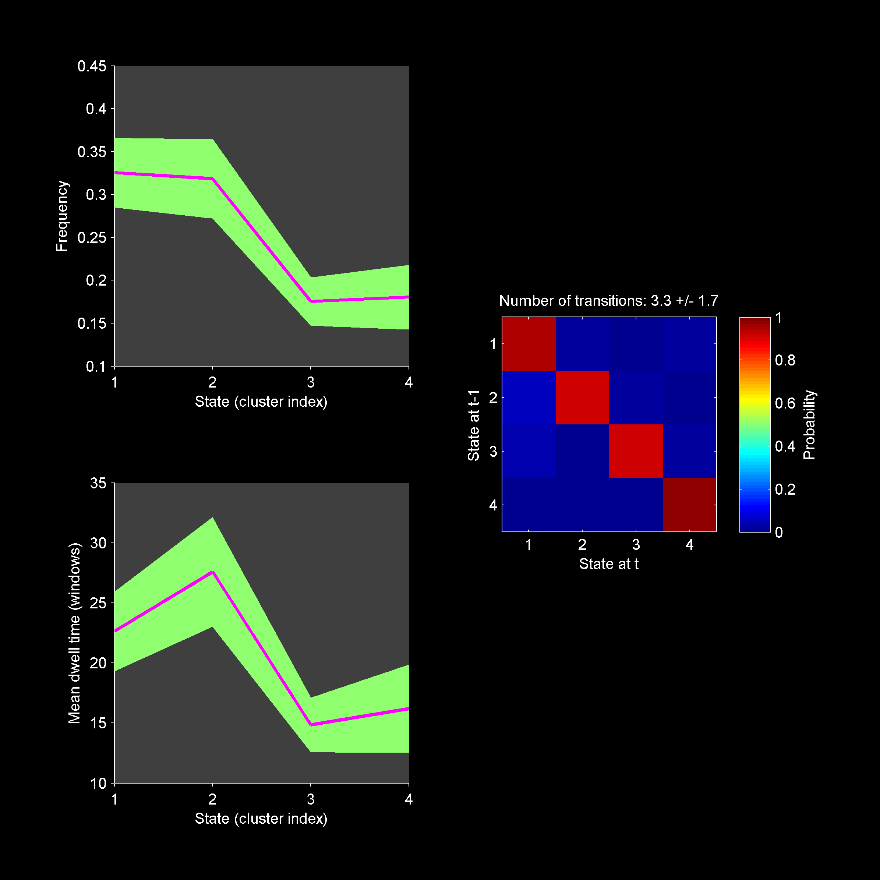 0.45
0.4
0.35
0.3
0.25
0.2
0.15
0.1
Frequency
1 2 3 4
State (cluster index)
35
30
25
20
15
10
Mean dwell time (windows)
1 2 3 4
State (cluster index)
Number of transitions: 3.3 +/- 1.7
State at t-1
1
2
3
4
1 2 3 4
State at t
1
0.8
0.6
0.4
0.2
0
Probability